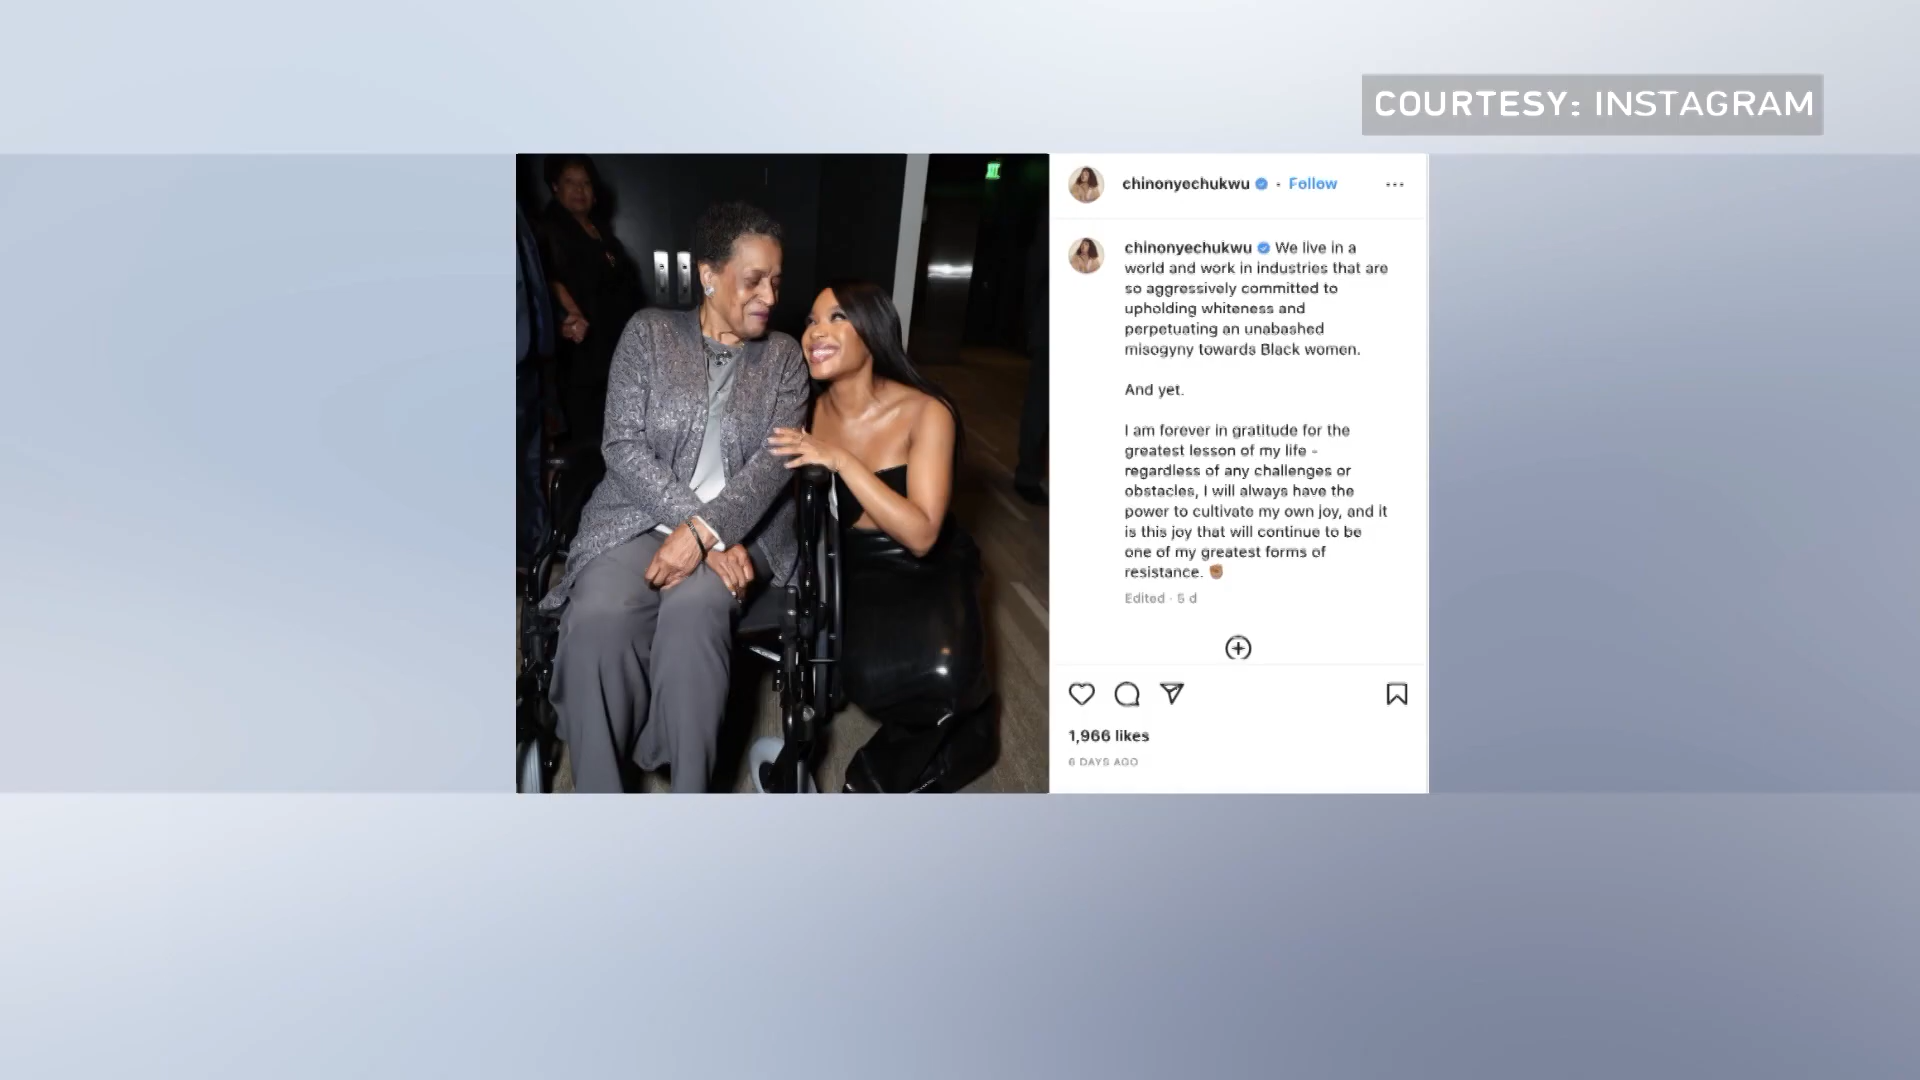 COURTESY: INSTAGRAM
chinonyechukwu · Follow
chinonyechukwu We live in a
world and work in industries that are
so aggressively committed to
upholding whiteness and
perpetuating an unabashed
misogyny towards Black women.
And yet.
I am forever in gratitude for the
greatest lesson of my life -
regardless of any challenges or
obstacles, I will always have the
power to cultivate my own joy, and it
is this joy that will continue to be
one of my greatest forms of
resistance. ✊🏾
Edited · 5 d
1,966 likes
6 DAYS AGO